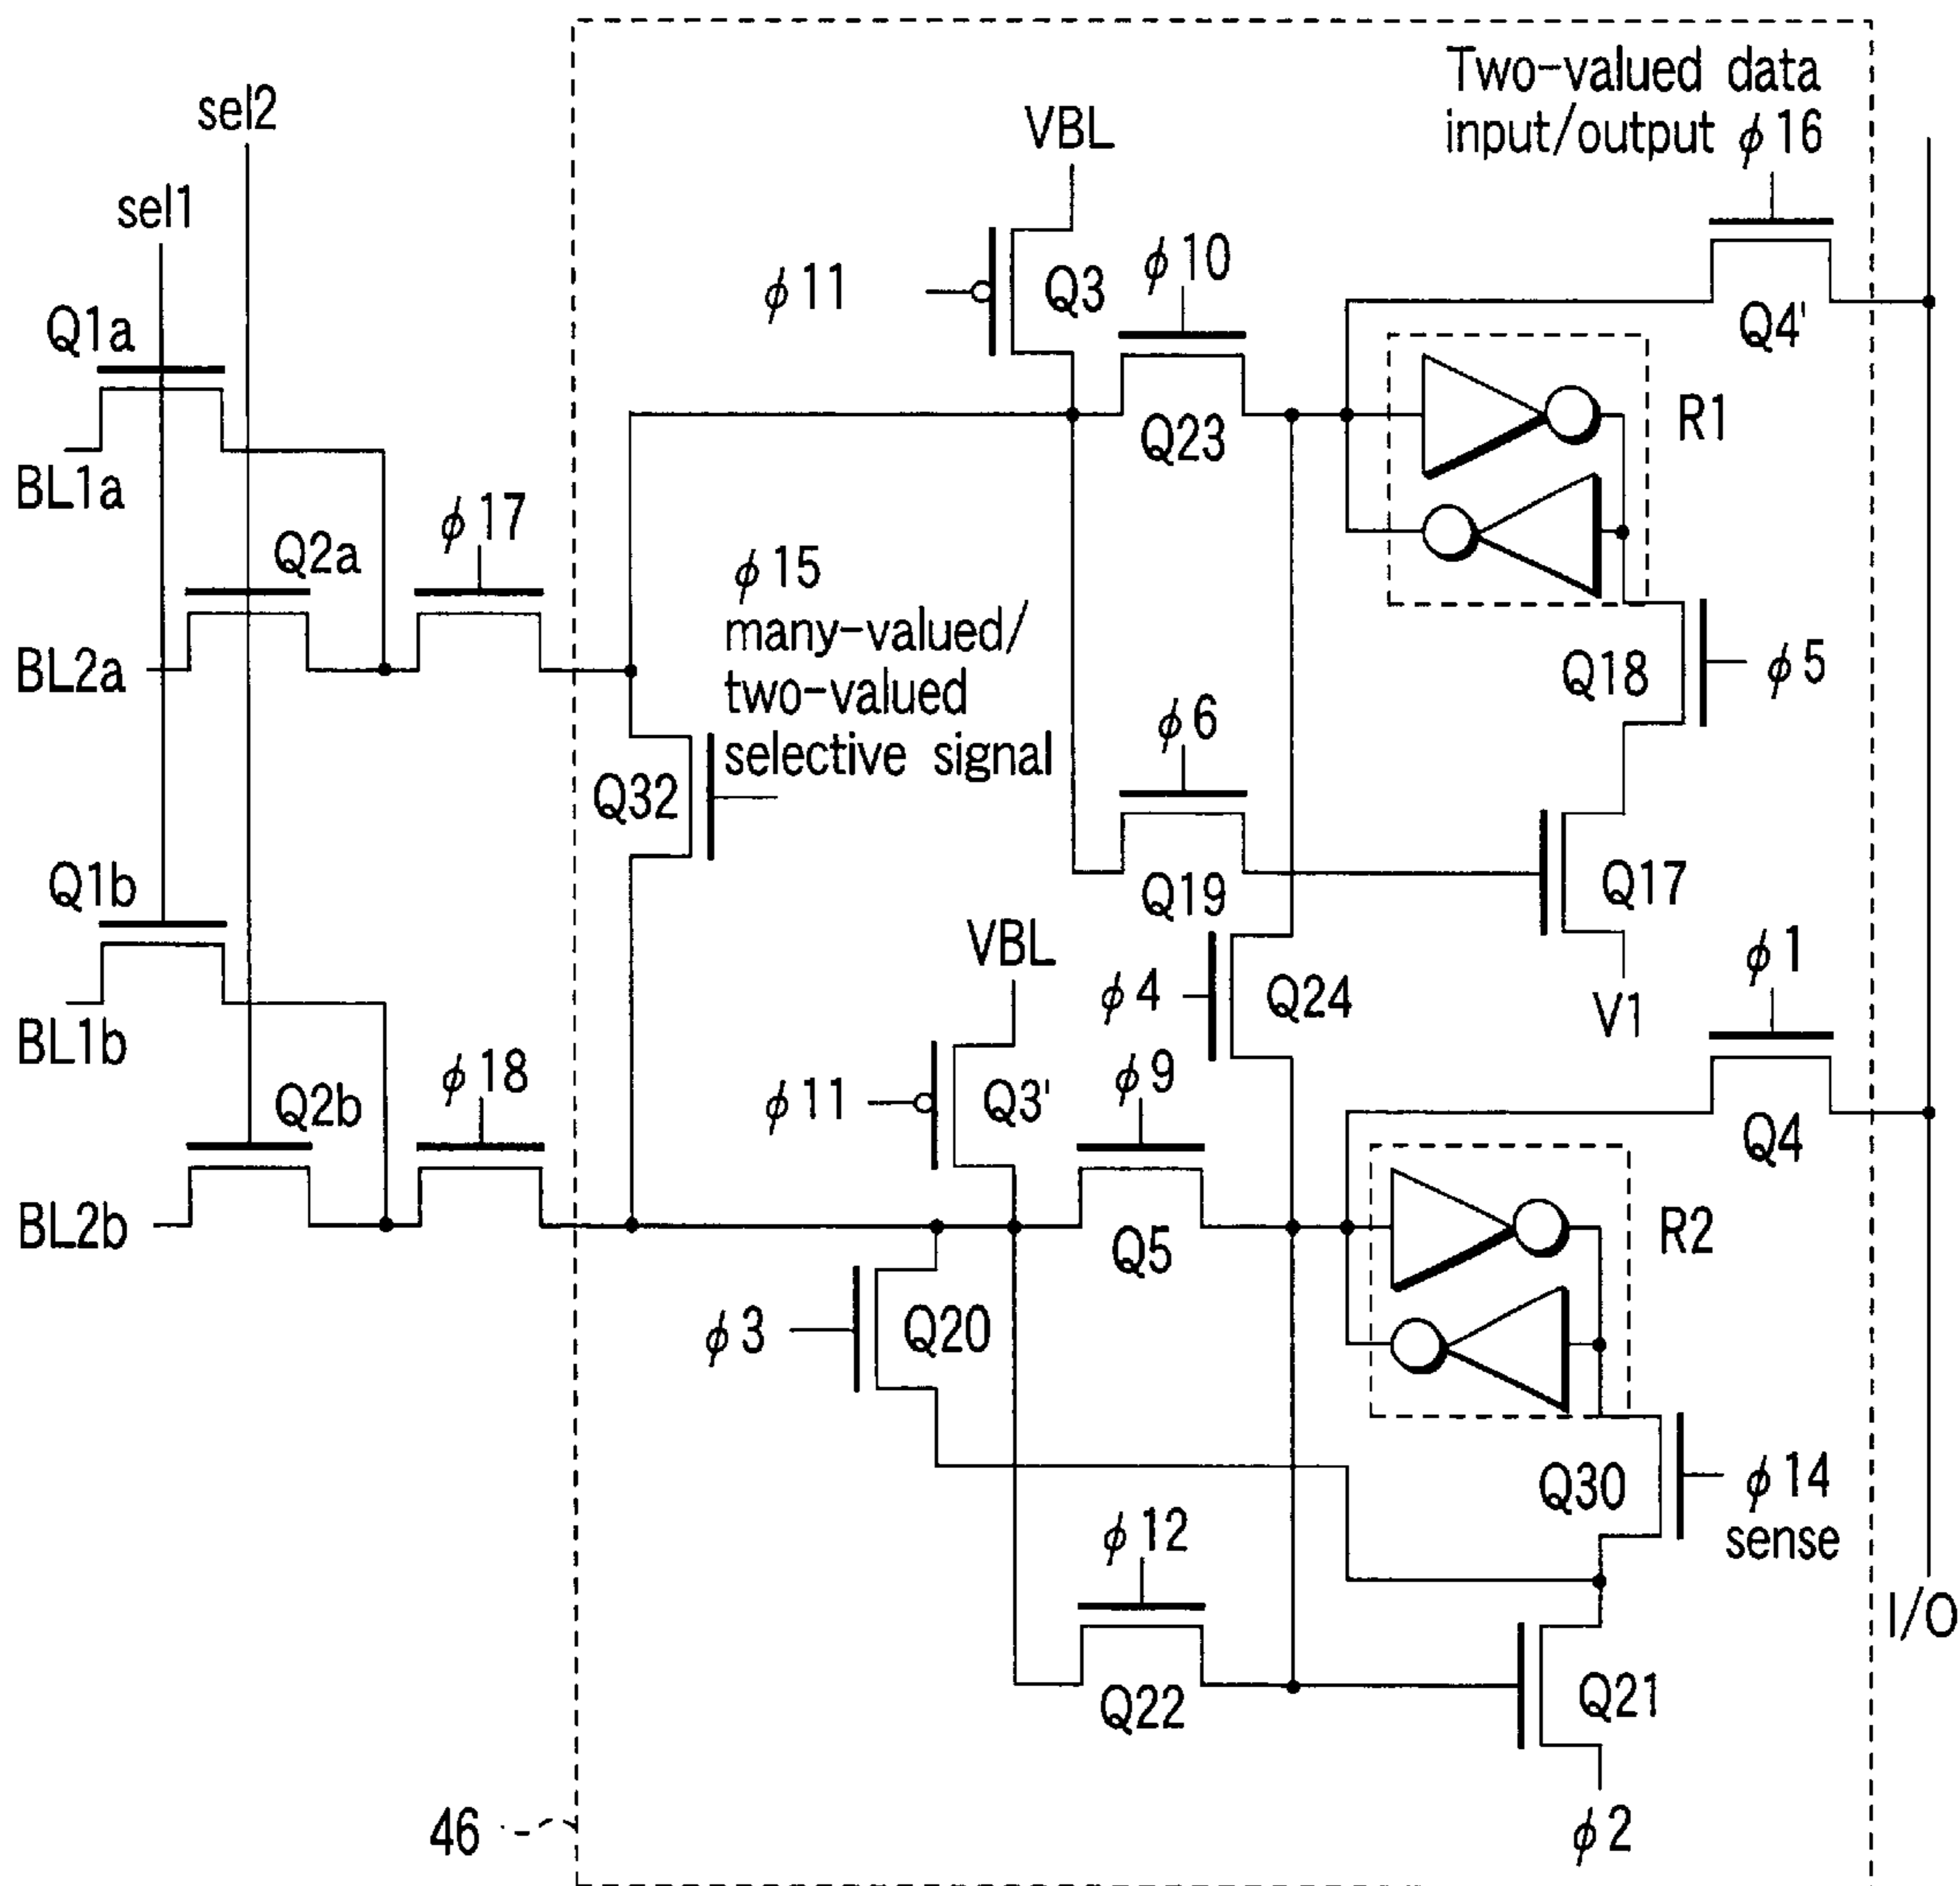 Two-valued data
input/output ϕ16
sel2
VBL
sel1
ϕ11
Q3
ϕ10
Q4'
Q1a
Q23
R1
BL1a
ϕ17
Q2a
ϕ15
many-valued/
two-valued
selective signal
BL2a
Q18
ϕ5
ϕ6
Q32
Q1b
Q19
Q17
VBL
ϕ1
ϕ4
Q24
V1
BL1b
ϕ18
ϕ9
Q2b
ϕ11
Q3'
Q4
BL2b
Q5
R2
ϕ3
Q20
Q30
ϕ14
sense
ϕ12
I/O
Q22
Q21
46
ϕ2